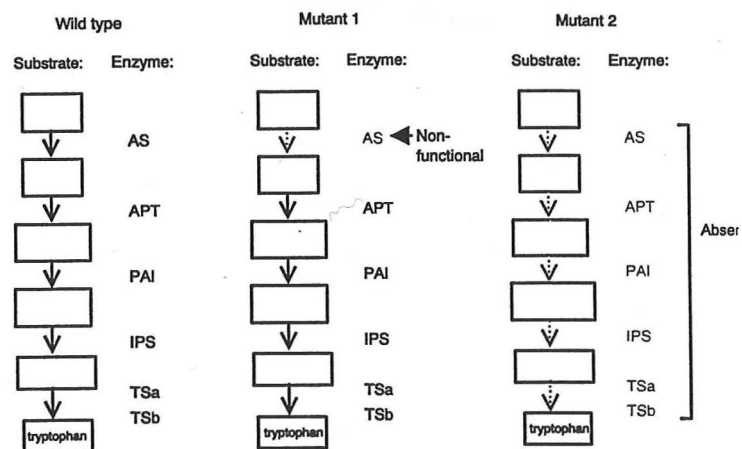 Wild type
Substrate: Enzyme:
AS
APT
PAI
IPS
TSa
TSb
tryptophan
Mutant 1
Substrate: Enzyme:
AS
Non-
functional
APT
PAI
IPS
TSa
TSb
tryptophan
Mutant 2
Substrate: Enzyme:
AS
APT
PAI
IPS
TSa
TSb
tryptophan
Absen